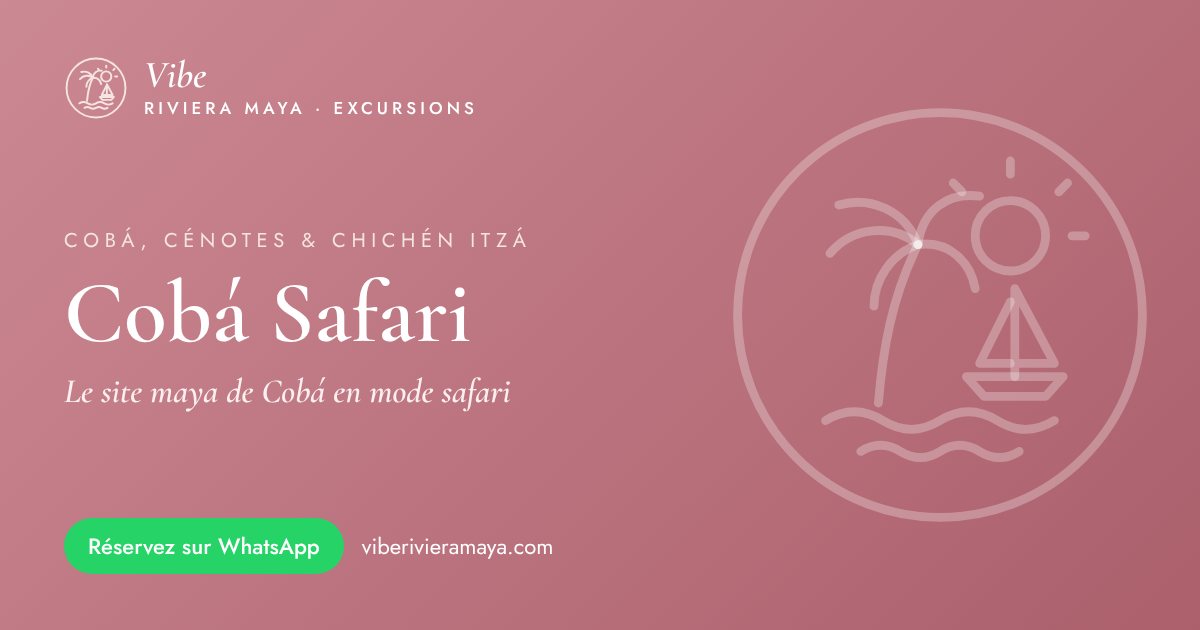 Vibe
RIVIERA MAYA · EXCURSIONS
COBÁ, CÉNOTES & CHICHÉN ITZÁ
Cobá Safari
Le site maya de Cobá en mode safari
Réservez sur WhatsApp viberivieramaya.com